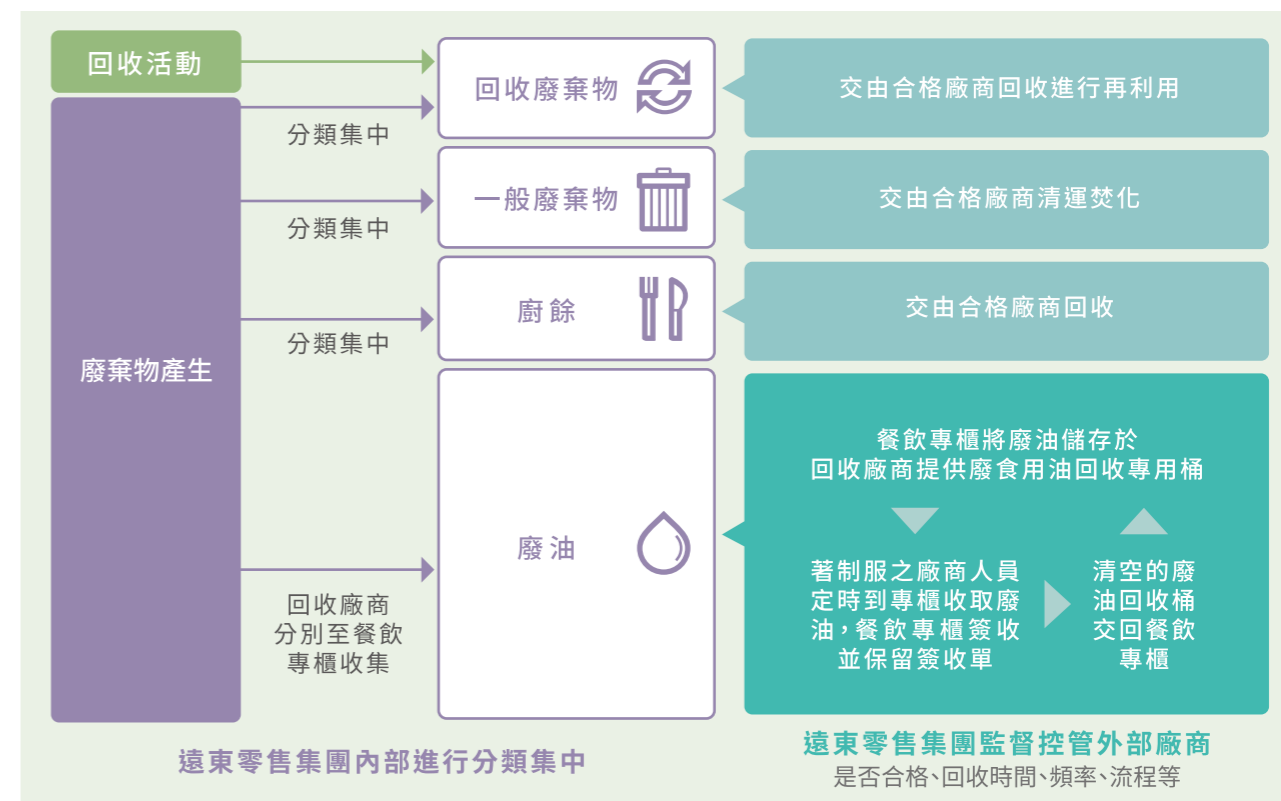 回收活動
廢棄物產生
分類集中
分類集中
分類集中
回收廠商
分別至餐飲
專櫃收集
回收廢棄物
一般廢棄物
廚餘
廢油
交由合格廠商回收進行再利用
交由合格廠商清運焚化
交由合格廠商回收
餐飲專櫃將廢油儲存於
回收廠商提供廢食用油回收專用桶
著制服之廠商人員
定時到專櫃收取廢
油，餐飲專櫃簽收
並保留簽收單
清空的廢
油回收桶
交回餐飲
專櫃
遠東零售集團內部進行分類集中
遠東零售集團監督控管外部廠商
是否合格、回收時間、頻率、流程等